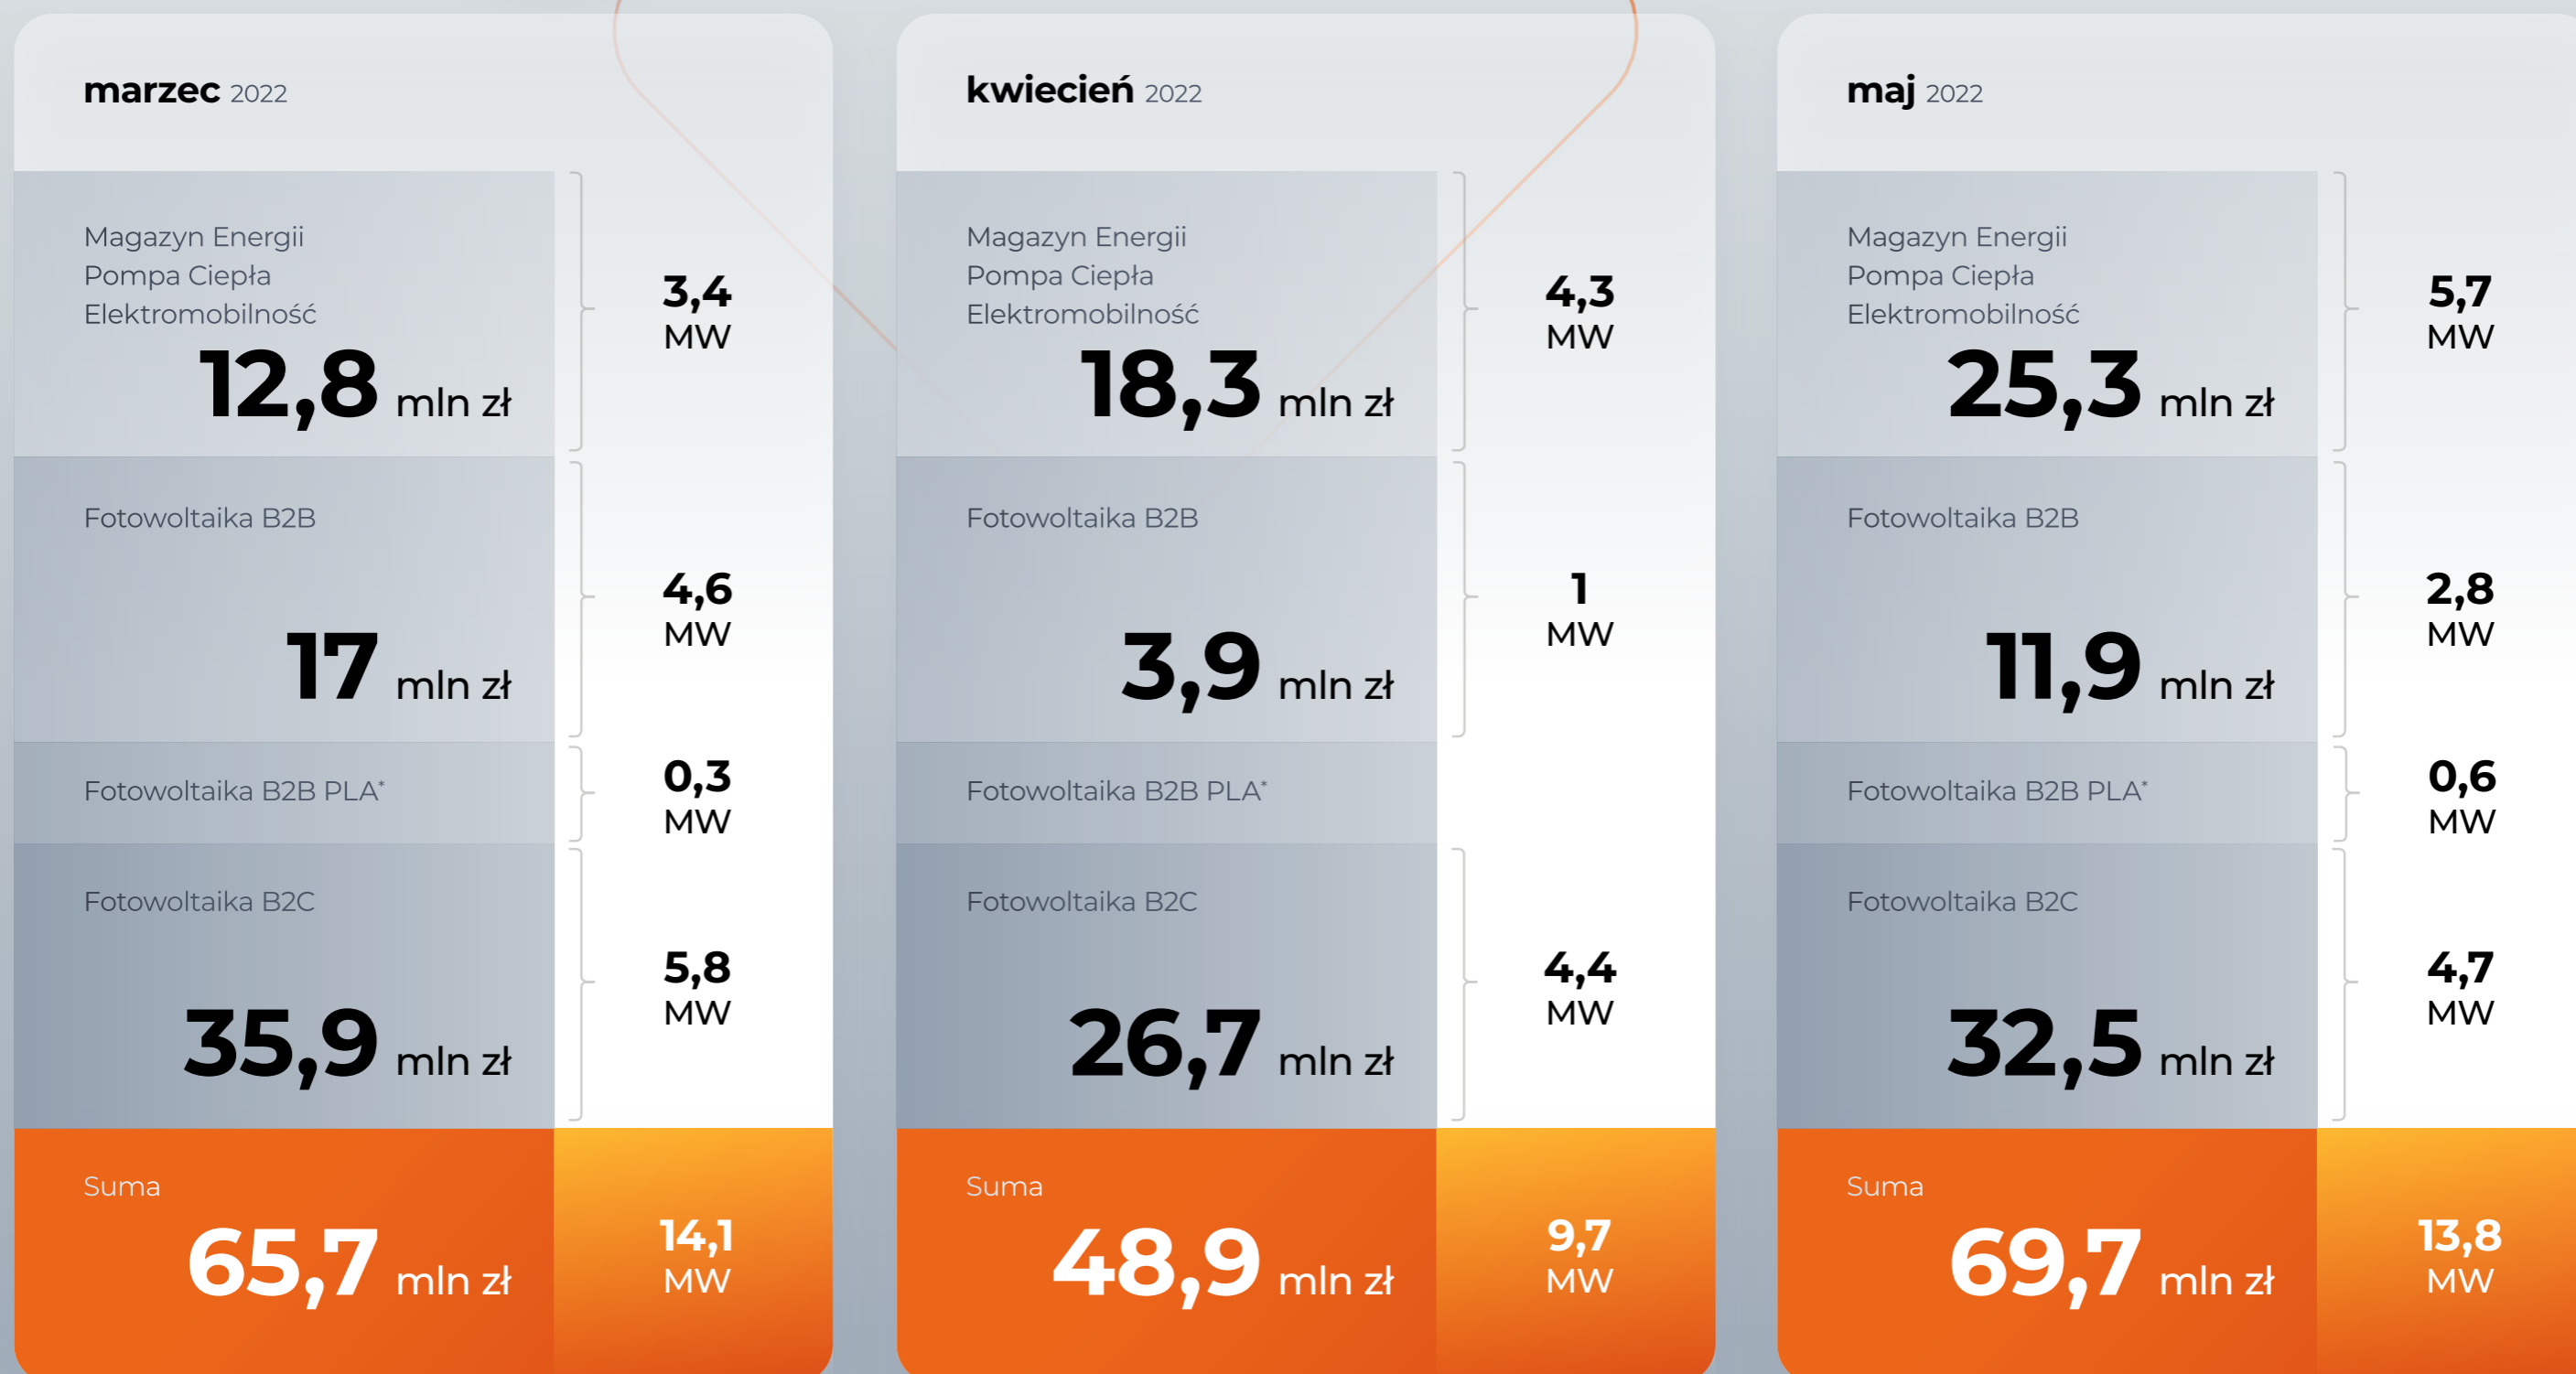 marzec 2022
Magazyn Energii
Pompa Ciepła
Elektromobilność
12,8 mln zł
3,4
MW
Fotowoltaika B2B
17 mln zł
4,6
MW
Fotowoltaika B2B PLA*
0,3
MW
Fotowoltaika B2C
35,9 mln zł
5,8
MW
Suma
65,7 mln zł
14,1
MW
kwiecień 2022
Magazyn Energii
Pompa Ciepła
Elektromobilność
18,3 mln zł
4,3
MW
Fotowoltaika B2B
3,9 mln zł
1
MW
Fotowoltaika B2B PLA*
Fotowoltaika B2C
26,7 mln zł
4,4
MW
Suma
48,9 mln zł
9,7
MW
maj 2022
Magazyn Energii
Pompa Ciepła
Elektromobilność
25,3 mln zł
5,7
MW
Fotowoltaika B2B
11,9 mln zł
2,8
MW
Fotowoltaika B2B PLA*
0,6
MW
Fotowoltaika B2C
32,5 mln zł
4,7
MW
Suma
69,7 mln zł
13,8
MW